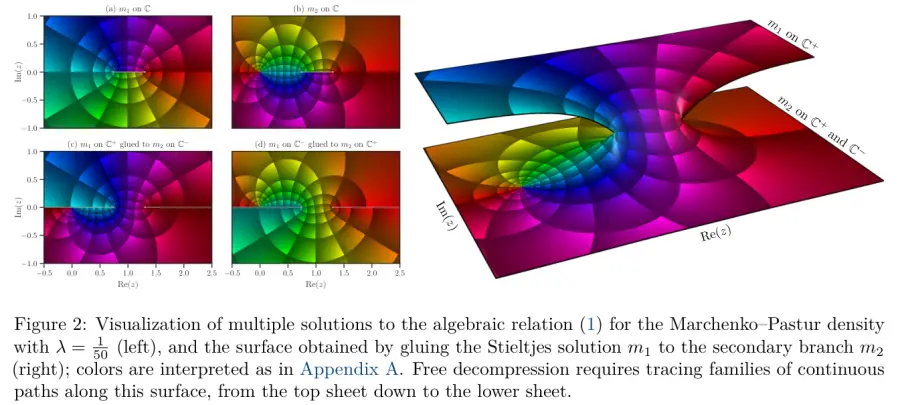 (a) m₁ on ℂ
(b) m₂ on ℂ
1.0
0.5
0.0
−0.5
−1.0
Im(z)
(c) m₁ on ℂ⁺ glued to m₂ on ℂ⁻
(d) m₁ on ℂ⁻ glued to m₂ on ℂ⁺
1.0
0.5
0.0
−0.5
−1.0
Im(z)
−0.5 0.0 0.5 1.0 1.5 2.0 2.5
−0.5 0.0 0.5 1.0 1.5 2.0 2.5
Re(z)
Re(z)
m₁ on ℂ⁺
m₂ on ℂ⁺ and ℂ⁻
Im(z)
Re(z)
Figure 2: Visualization of multiple solutions to the algebraic relation (1) for the Marchenko–Pastur density
with λ = 1/50 (left), and the surface obtained by gluing the Stieltjes solution m₁ to the secondary branch m₂
(right); colors are interpreted as in Appendix A. Free decompression requires tracing families of continuous
paths along this surface, from the top sheet down to the lower sheet.